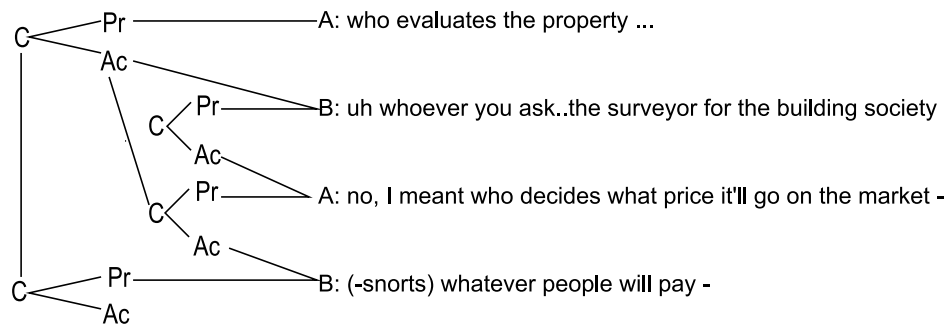 C Pr A: who evaluates the property ...
Ac
C Pr B: uh whoever you ask..the surveyor for the building society
Ac
C Pr A: no, I meant who decides what price it'll go on the market -
Ac
C Pr B: (-snorts) whatever people will pay -
Ac